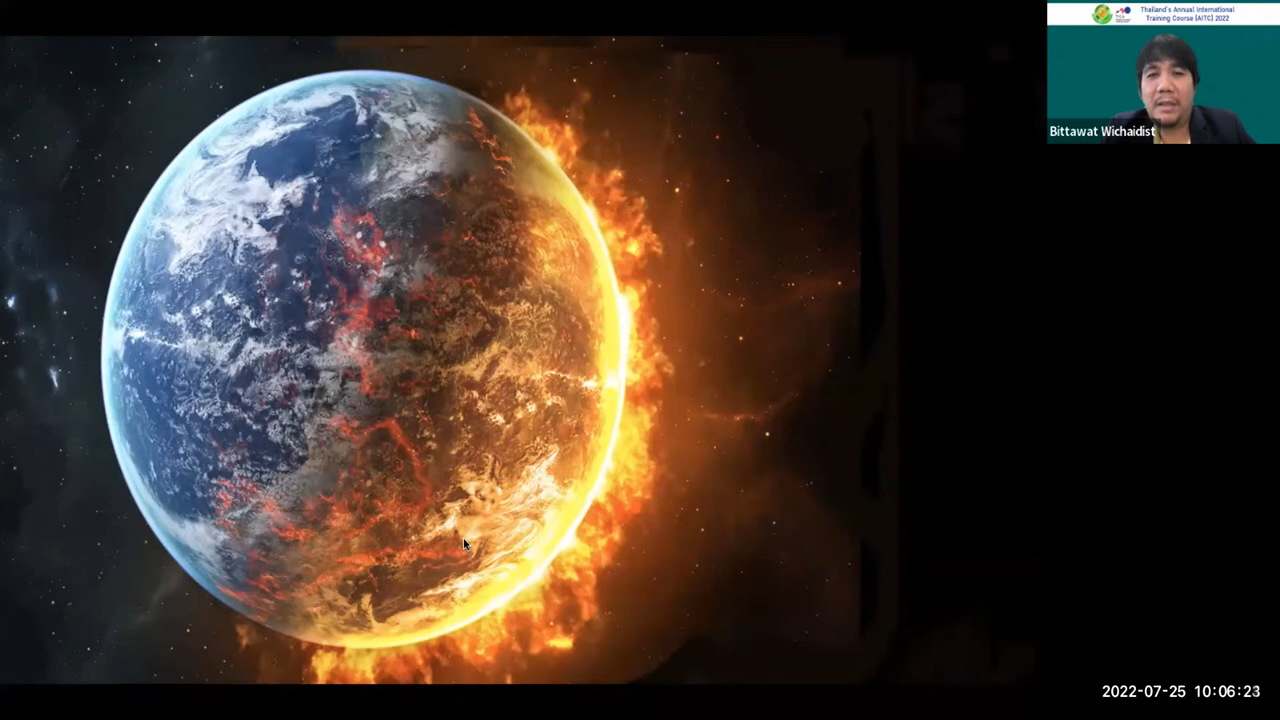 Thailand's Annual International
Training Course (AITC) 2022
Bittawat Wichaidist
2022-07-25 10:06:23